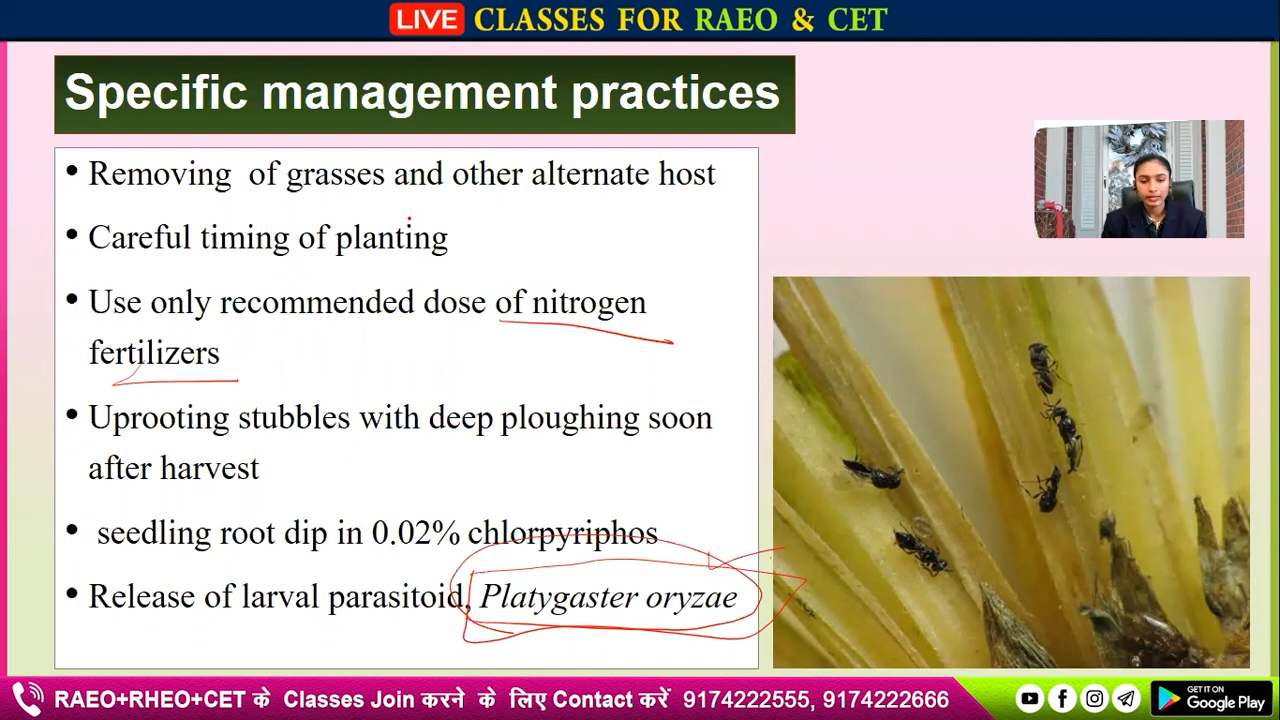 LIVE CLASSES FOR RAEO & CET
Specific management practices
• Removing of grasses and other alternate host
• Careful timing of planting
• Use only recommended dose of nitrogen
fertilizers
• Uprooting stubbles with deep ploughing soon
after harvest
• seedling root dip in 0.02% chlorpyriphos
• Release of larval parasitoid, Platygaster oryzae
RAEO+RHEO+CET के Classes Join करने के लिए Contact करें 9174222555, 9174222666
GET IT ON
Google Play